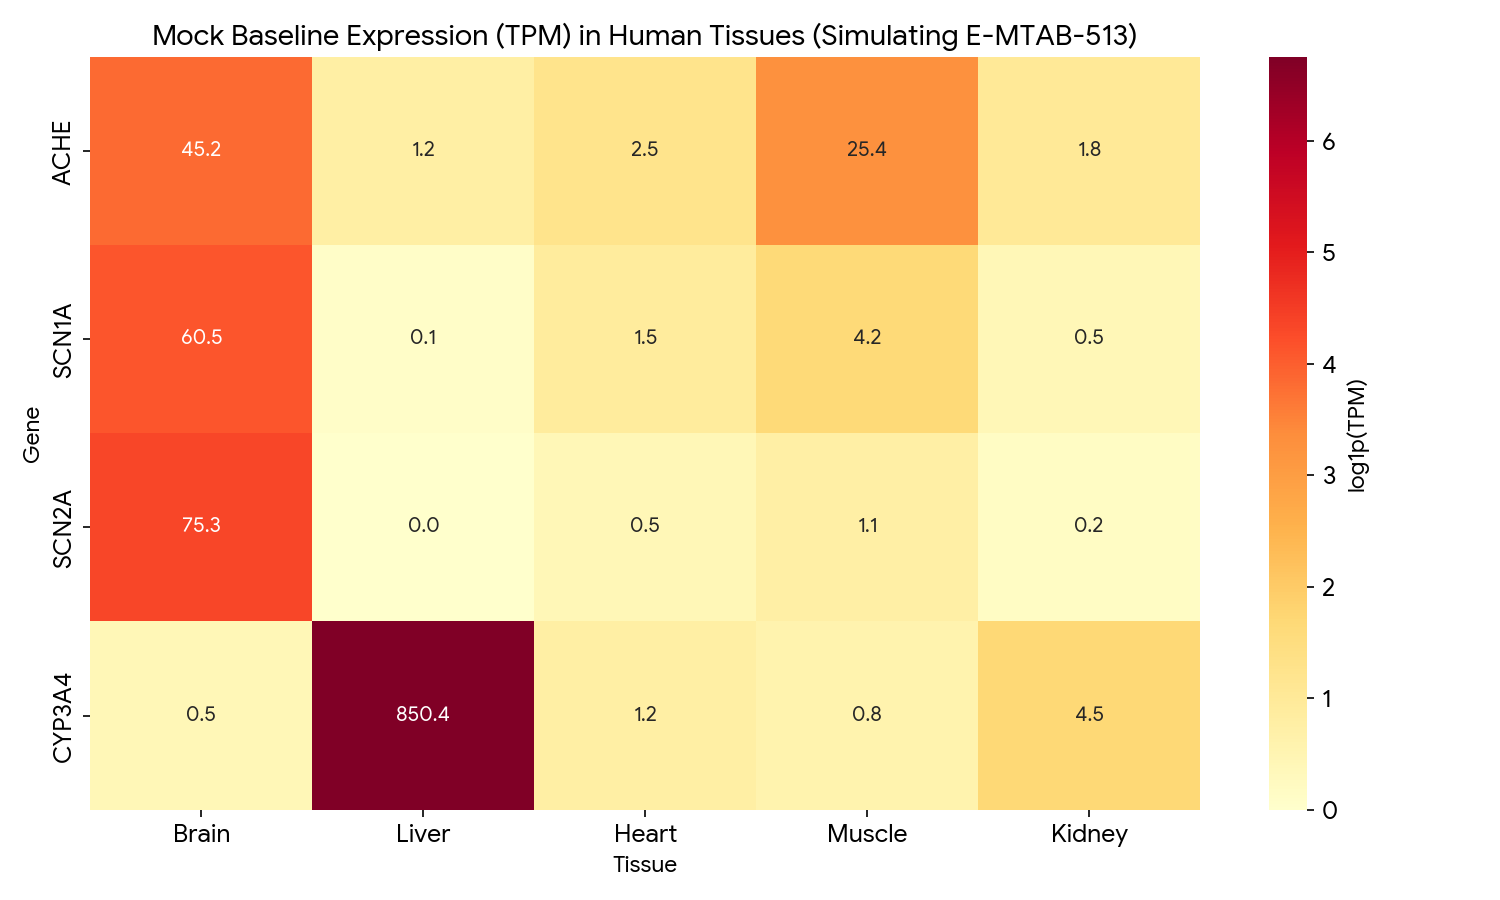 Mock Baseline Expression (TPM) in Human Tissues (Simulating E-MTAB-513)
Gene
ACHE
45.2 1.2 2.5 25.4 1.8
SCN1A
60.5 0.1 1.5 4.2 0.5
SCN2A
75.3 0.0 0.5 1.1 0.2
CYP3A4
0.5 850.4 1.2 0.8 4.5
Brain Liver Heart Muscle Kidney
Tissue
6
5
4
3
2
1
0
log1p(TPM)